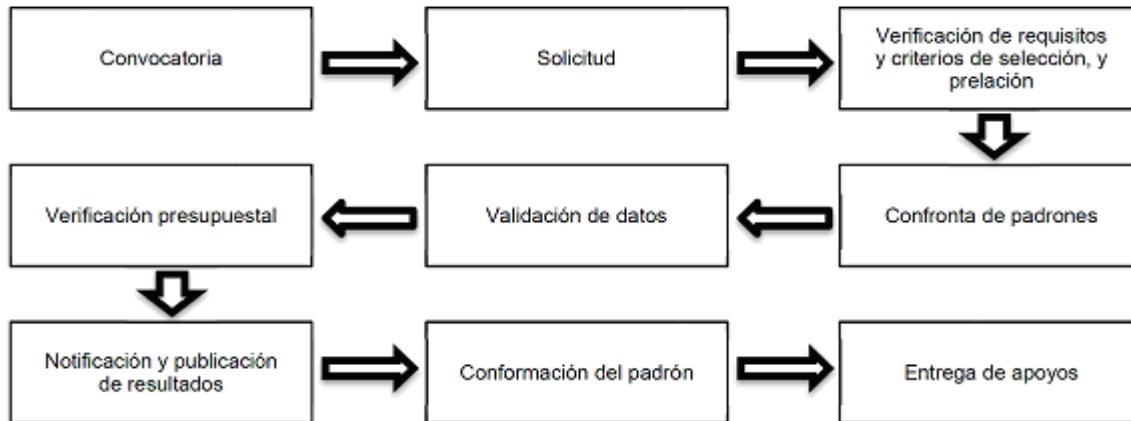 Convocatoria
Solicitud
Verificación de requisitos
y criterios de selección, y
prelación
Confronta de padrones
Validación de datos
Verificación presupuestal
Notificación y publicación
de resultados
Conformación del padrón
Entrega de apoyos